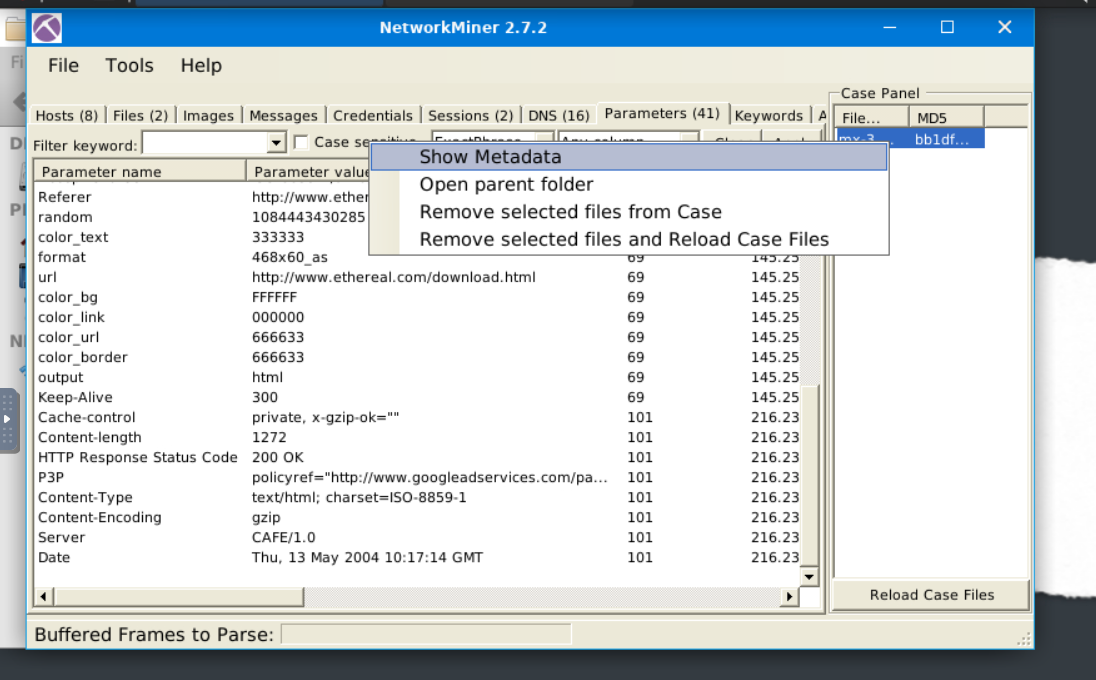 NetworkMiner 2.7.2
File Tools Help
Case Panel
Hosts (8) Files (2) Images Messages Credentials Sessions (2) DNS (16) Parameters (41) Keywords A
File... MD5
mx-3... bb1df...
Filter keyword: Case sensitive ExactPhrase Any column
Show Metadata
Open parent folder
Remove selected files from Case
Remove selected files and Reload Case Files
Parameter name Parameter value
Referer http://www.ether
random 1084443430285
color_text 333333
format 468x60_as 69 145.25
url http://www.ethereal.com/download.html 69 145.25
color_bg FFFFFF 69 145.25
color_link 000000 69 145.25
color_url 666633 69 145.25
color_border 666633 69 145.25
output html 69 145.25
Keep-Alive 300 69 145.25
Cache-control private, x-gzip-ok="" 101 216.23
Content-length 1272 101 216.23
HTTP Response Status Code 200 OK 101 216.23
P3P policyref="http://www.googleadservices.com/pa... 101 216.23
Content-Type text/html; charset=ISO-8859-1 101 216.23
Content-Encoding gzip 101 216.23
Server CAFE/1.0 101 216.23
Date Thu, 13 May 2004 10:17:14 GMT 101 216.23
Reload Case Files
Buffered Frames to Parse: